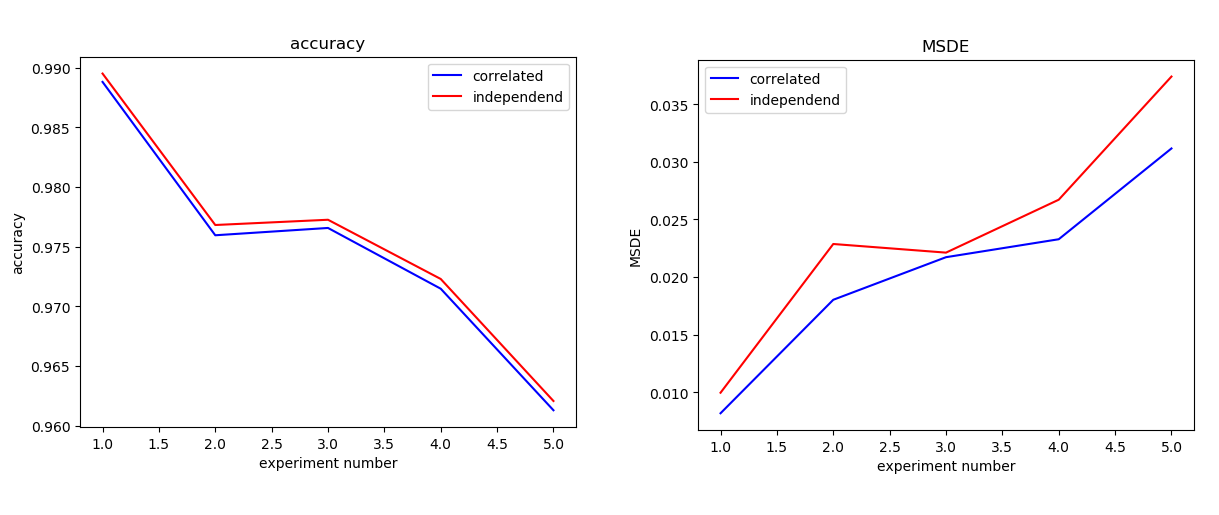 accuracy
correlated
independend
0.990
0.985
0.980
0.975
0.970
0.965
0.960
accuracy
1.0 1.5 2.0 2.5 3.0 3.5 4.0 4.5 5.0
experiment number
MSDE
correlated
independend
0.035
0.030
0.025
0.020
0.015
0.010
MSDE
1.0 1.5 2.0 2.5 3.0 3.5 4.0 4.5 5.0
experiment number